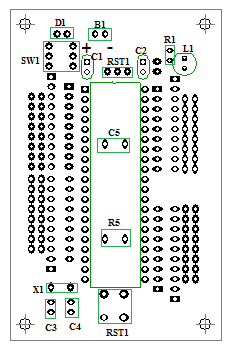 D1 B1
R1
SW1 + - C1 RST1 C2 L1
C5
R5
X1
C3 C4 RST1